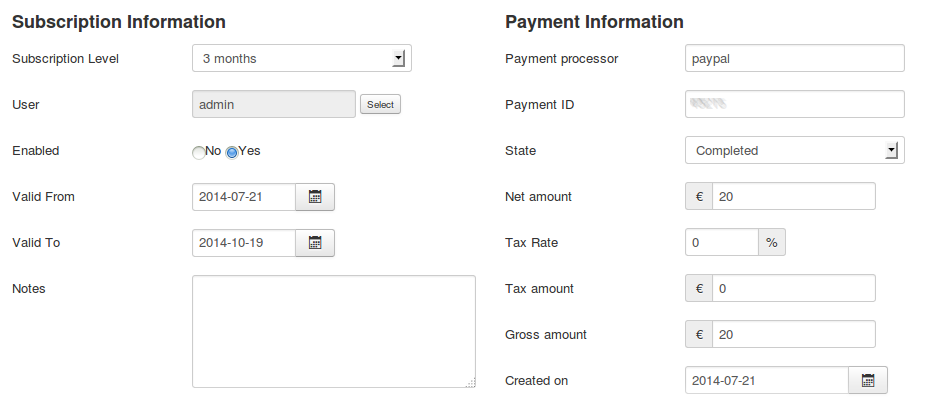 Subscription Information
Subscription Level 3 months
User admin Select
Enabled No Yes
Valid From 2014-07-21
Valid To 2014-10-19
Notes
Payment Information
Payment processor paypal
Payment ID
State Completed
Net amount € 20
Tax Rate 0 %
Tax amount € 0
Gross amount € 20
Created on 2014-07-21